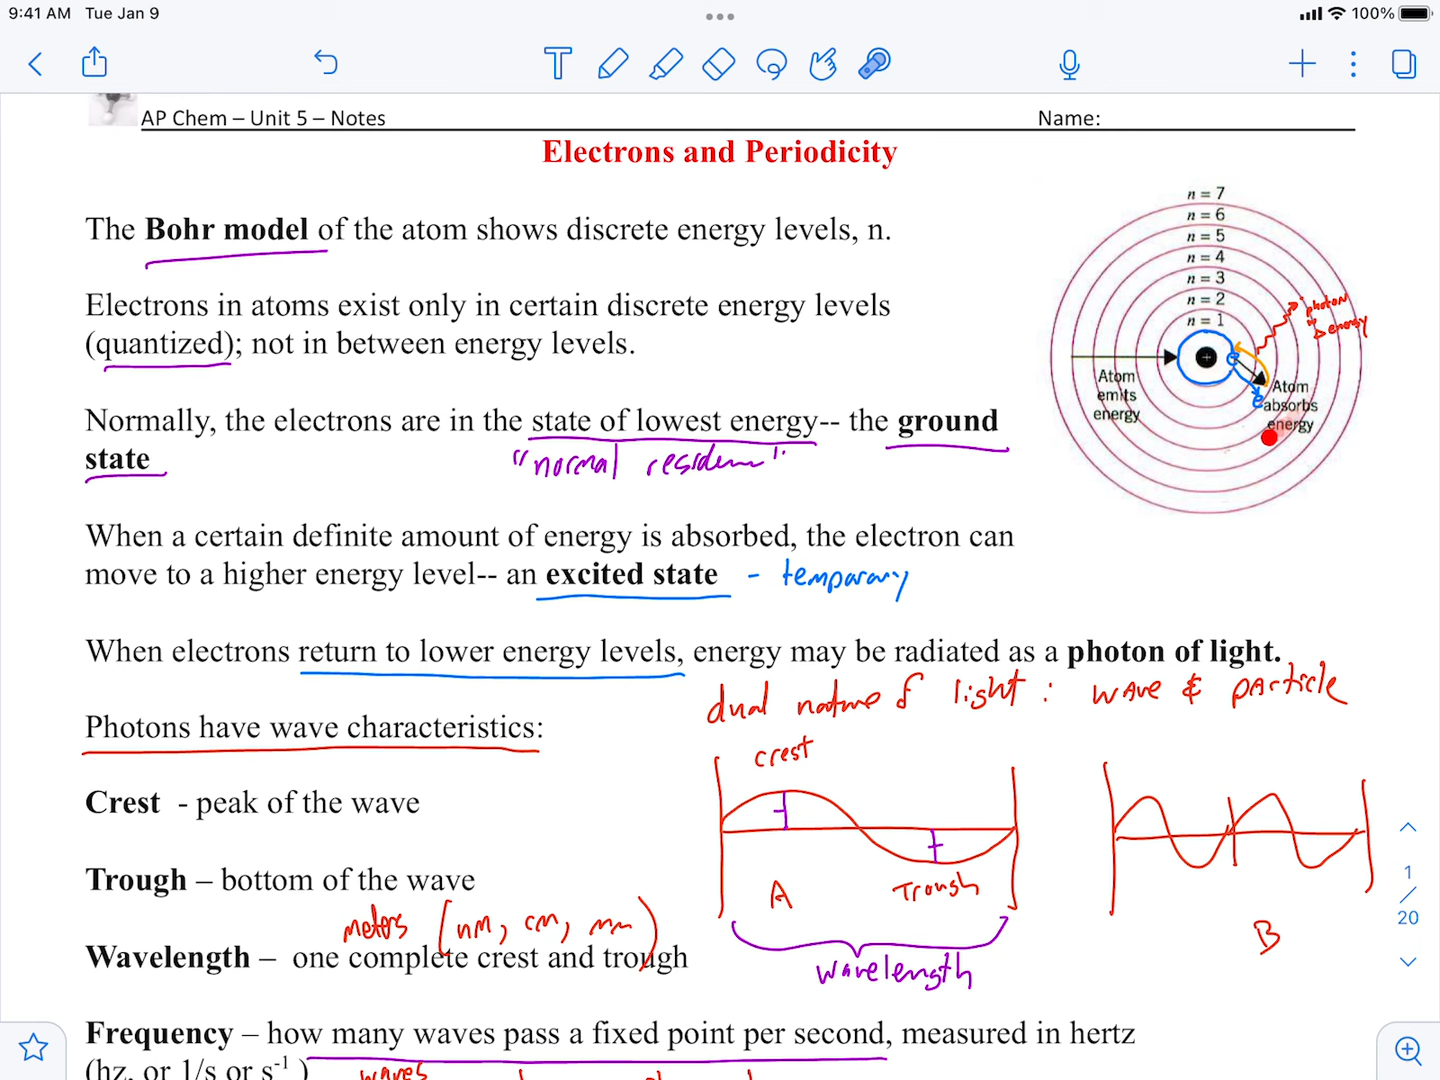 9:41 AM Tue Jan 9
100%
AP Chem – Unit 5 – Notes Name:
Electrons and Periodicity
The Bohr model of the atom shows discrete energy levels, n.
Electrons in atoms exist only in certain discrete energy levels
(quantized); not in between energy levels.
Normally, the electrons are in the state of lowest energy-- the ground
state
"normal
n = 7
n = 6
n = 5
n = 4
n = 3
n = 2
n = 1
photon
energy
+
e
Atom
emits
energy
e
Atom
absorbs
energy
When a certain definite amount of energy is absorbed, the electron can
move to a higher energy level-- an excited state - temporary
When electrons return to lower energy levels, energy may be radiated as a photon of light.
dual nature of light : wave & particle
Photons have wave characteristics:
crest
Crest - peak of the wave
Trough – bottom of the wave
A Trough
B
meters (nm, cm, mm)
Wavelength – one complete crest and trough
wavelength
Frequency – how many waves pass a fixed point per second, measured in hertz
(hz, or 1/s or s-1 )
waves
1
/
20